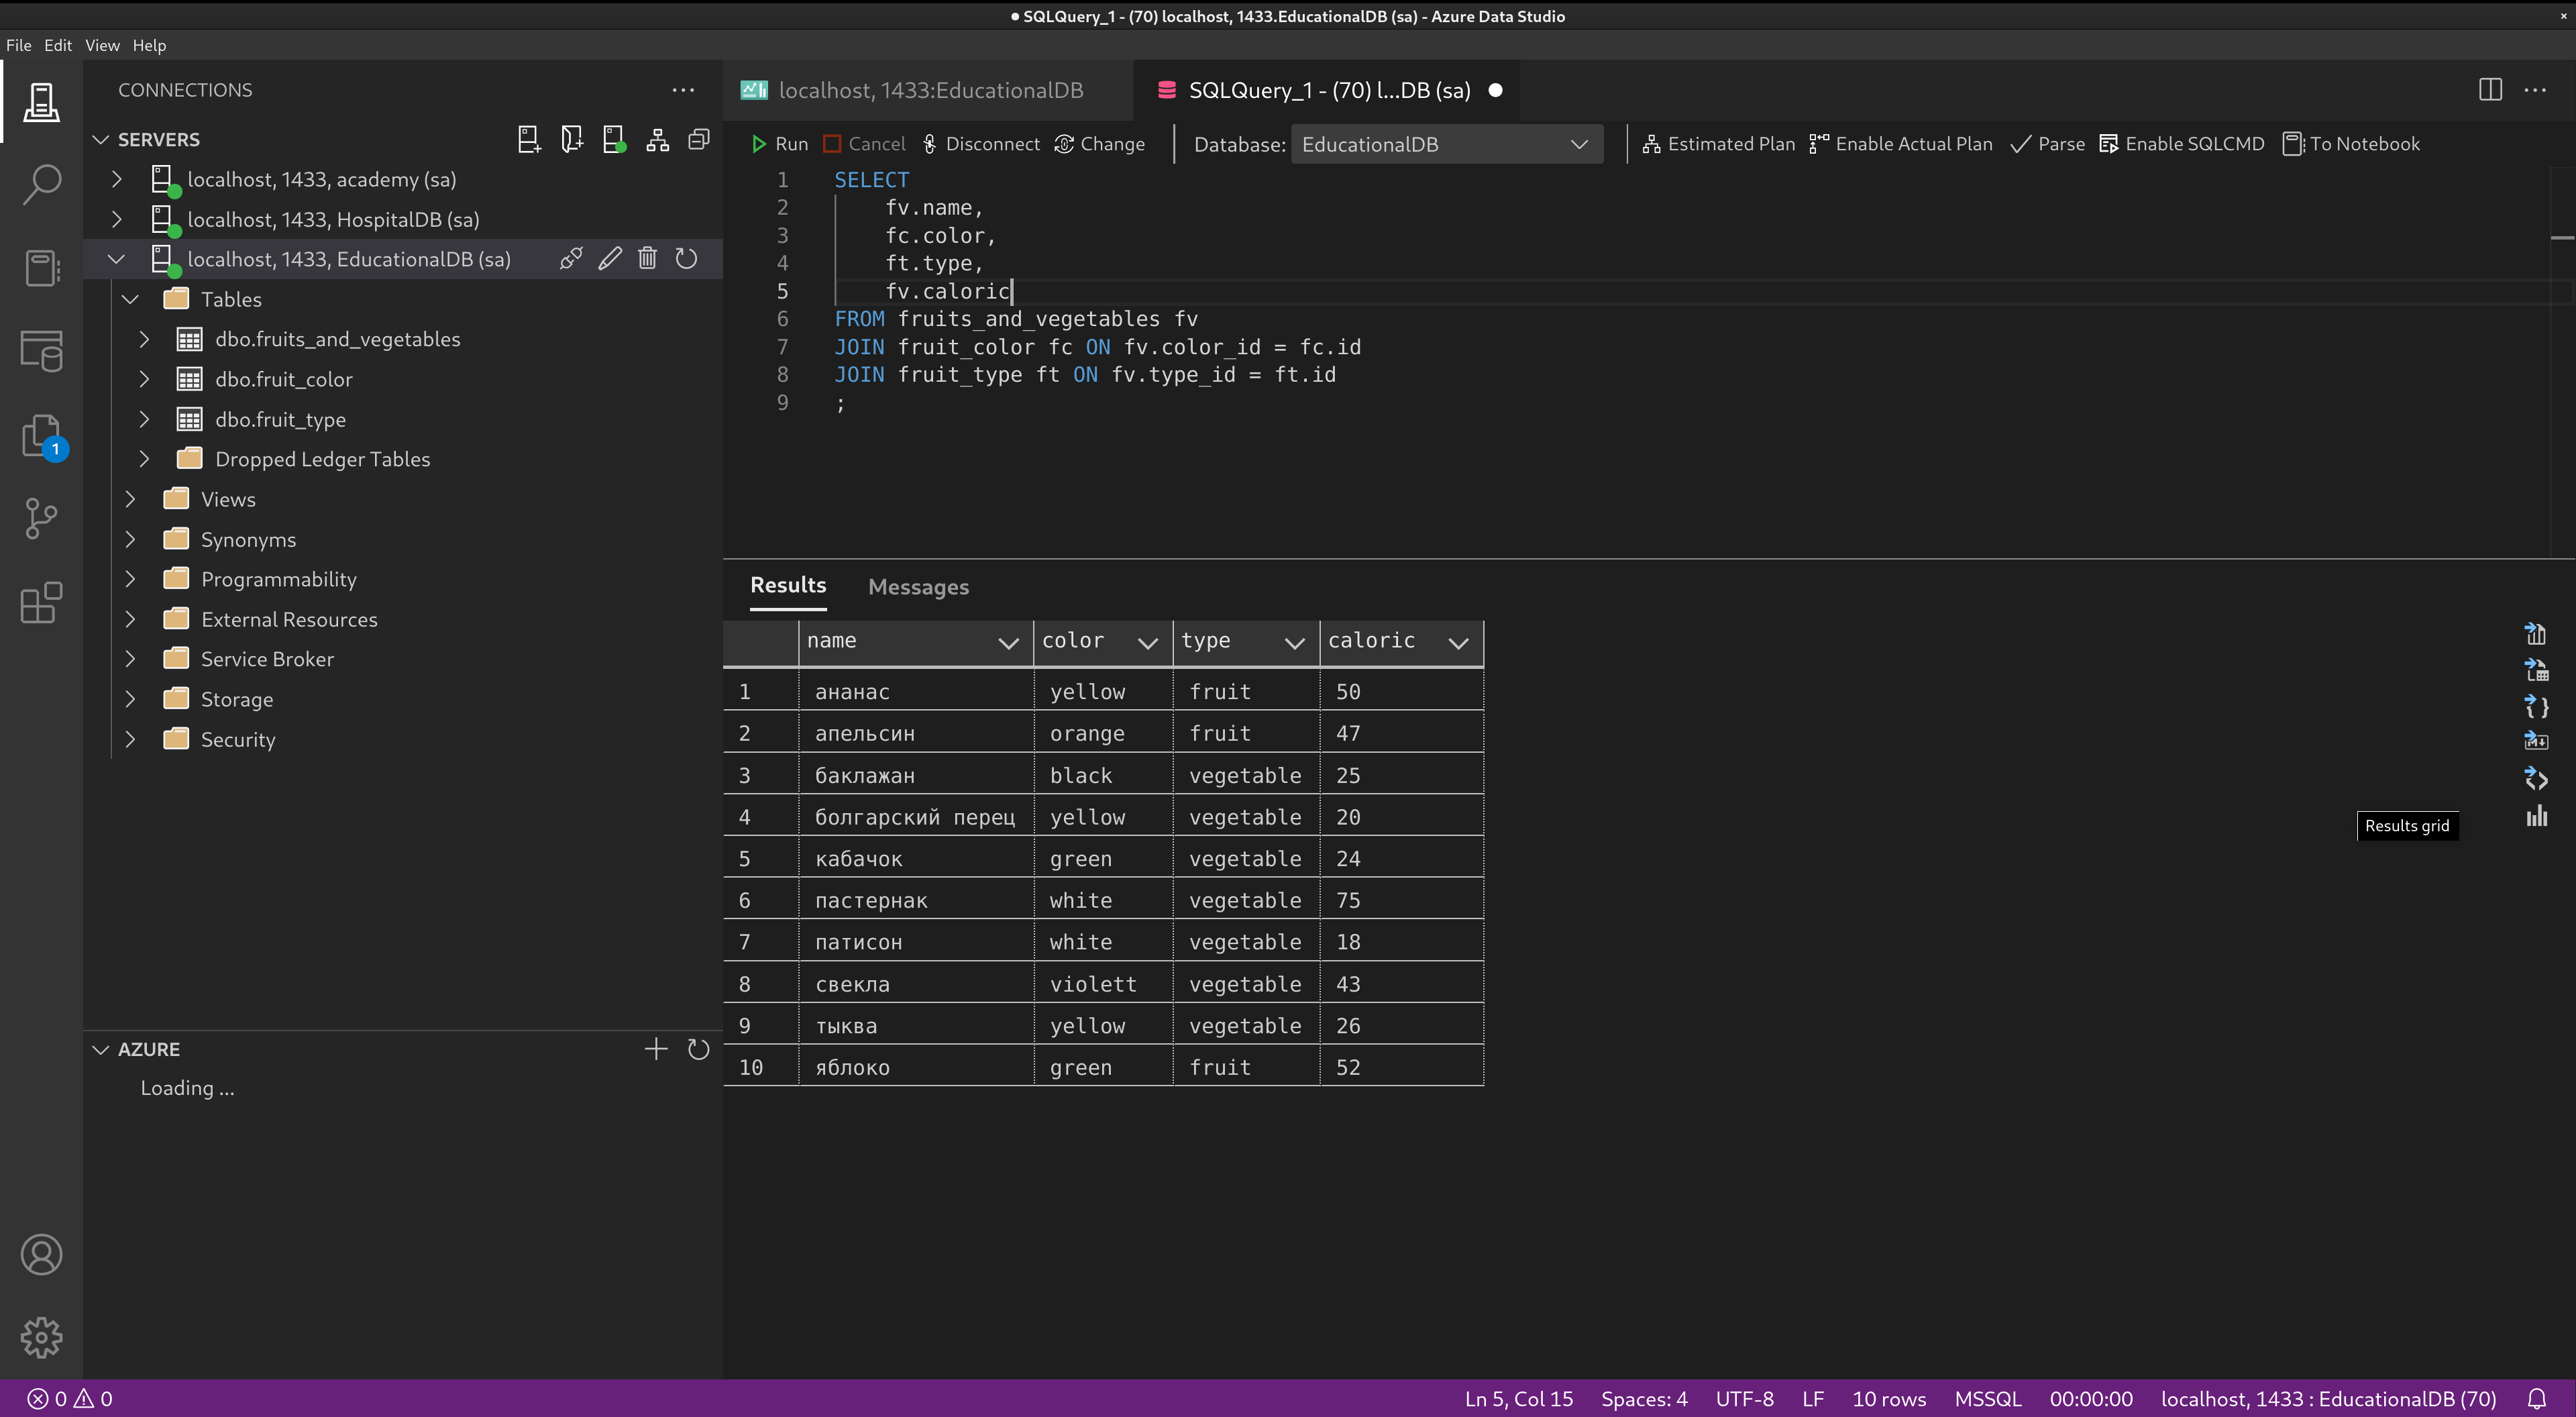 SQLQuery_1 - (70) localhost, 1433.EducationalDB (sa) - Azure Data Studio
File Edit View Help
CONNECTIONS
SERVERS
localhost, 1433, academy (sa)
localhost, 1433, HospitalDB (sa)
localhost, 1433, EducationalDB (sa)
Tables
dbo.fruits_and_vegetables
dbo.fruit_color
dbo.fruit_type
Dropped Ledger Tables
Views
Synonyms
Programmability
External Resources
Service Broker
Storage
Security
AZURE
Loading ...
1
localhost, 1433:EducationalDB
SQLQuery_1 - (70) l...DB (sa)
Run Cancel Disconnect Change Database: EducationalDB Estimated Plan Enable Actual Plan Parse Enable SQLCMD To Notebook
1 SELECT
2 fv.name,
3 fc.color,
4 ft.type,
5 fv.caloric
6 FROM fruits_and_vegetables fv
7 JOIN fruit_color fc ON fv.color_id = fc.id
8 JOIN fruit_type ft ON fv.type_id = ft.id
9 ;
Results Messages
name color type caloric
1 ананас yellow fruit 50
2 апельсин orange fruit 47
3 баклажан black vegetable 25
4 болгарский перец yellow vegetable 20
5 кабачок green vegetable 24
6 пастернак white vegetable 75
7 патисон white vegetable 18
8 свекла violett vegetable 43
9 тыква yellow vegetable 26
10 яблоко green fruit 52
Results grid
0 0 Ln 5, Col 15 Spaces: 4 UTF-8 LF 10 rows MSSQL 00:00:00 localhost, 1433 : EducationalDB (70)